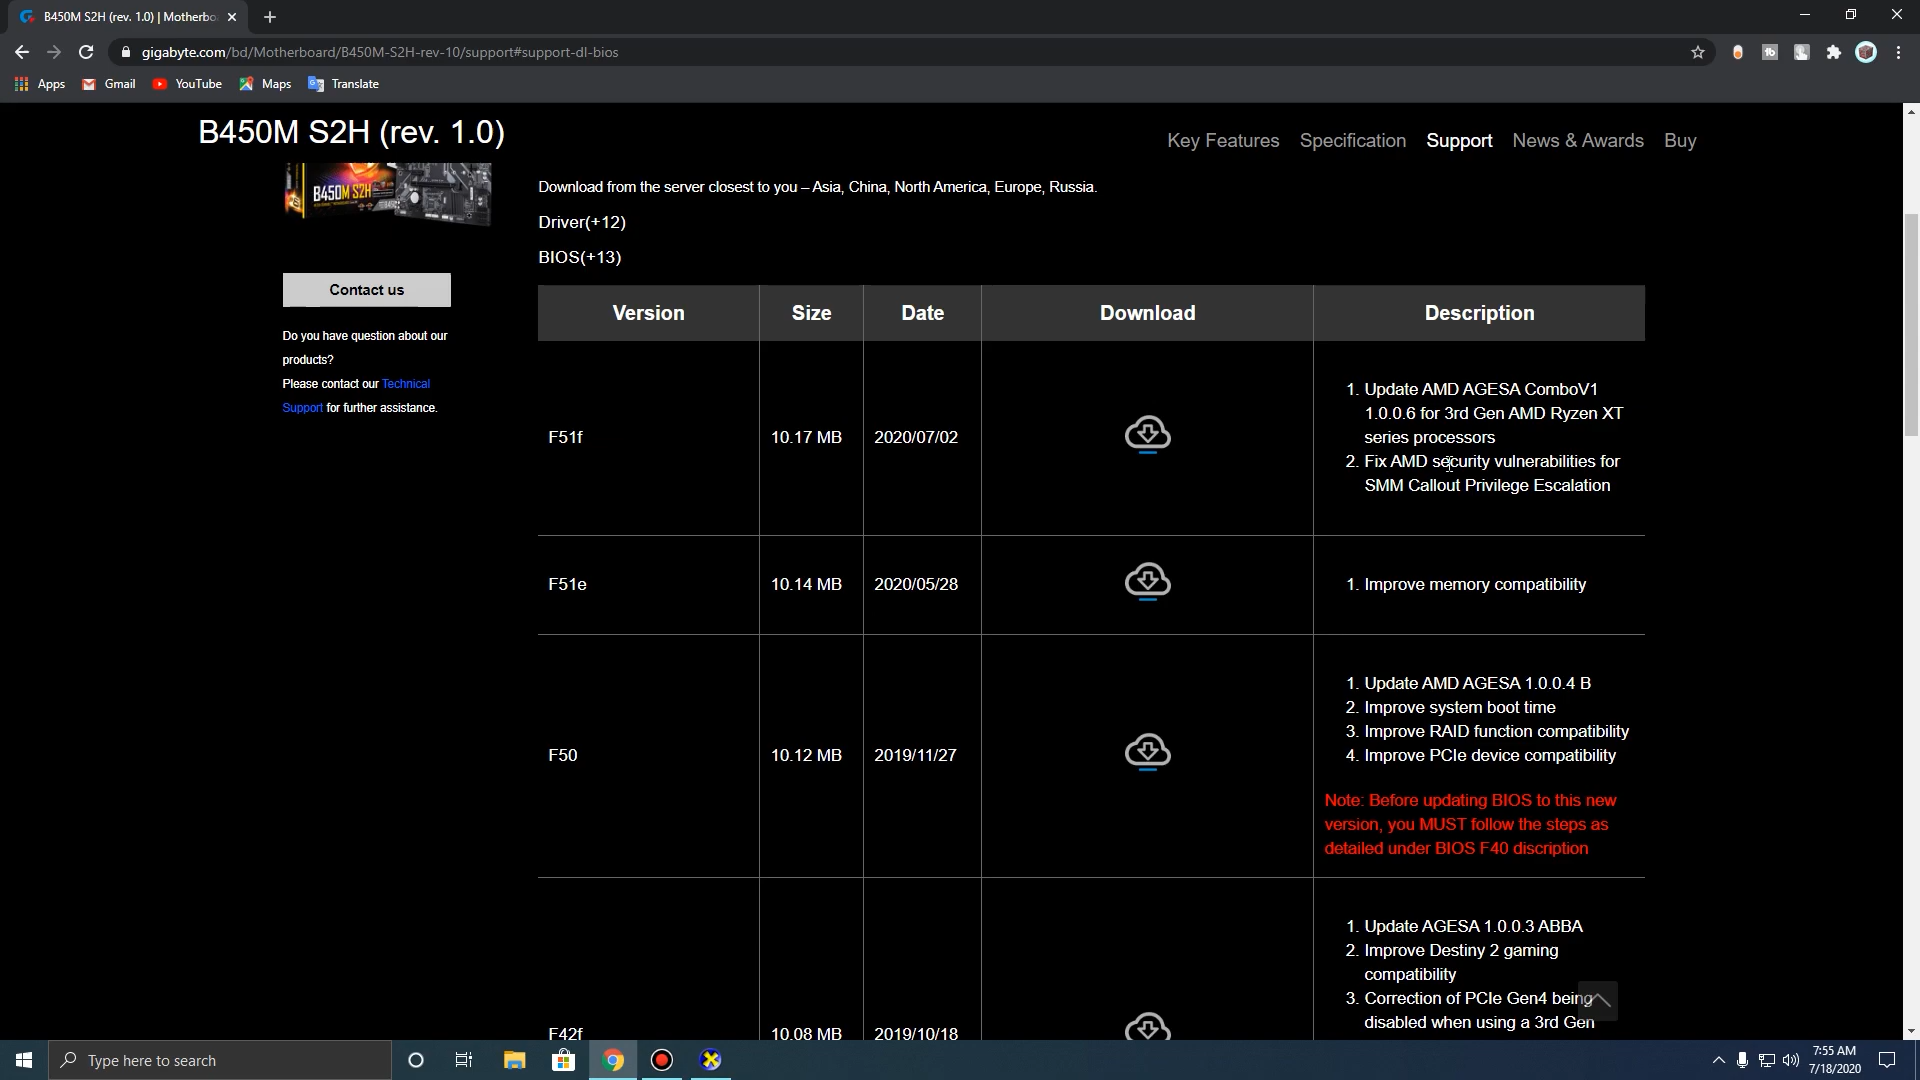 B450M S2H (rev. 1.0) | Motherbo
gigabyte.com/bd/Motherboard/B450M-S2H-rev-10/support#support-dl-bios
Apps Gmail YouTube Maps Translate
B450M S2H (rev. 1.0)
Key Features Specification Support News & Awards Buy
B450M S2H
Download from the server closest to you – Asia, China, North America, Europe, Russia.
Driver(+12)
BIOS(+13)
Contact us
Do you have question about our
products?
Please contact our Technical
Support for further assistance.
Version Size Date Download Description
F51f 10.17 MB 2020/07/02
1. Update AMD AGESA ComboV1
1.0.0.6 for 3rd Gen AMD Ryzen XT
series processors
2. Fix AMD security vulnerabilities for
SMM Callout Privilege Escalation
F51e 10.14 MB 2020/05/28
1. Improve memory compatibility
F50 10.12 MB 2019/11/27
1. Update AMD AGESA 1.0.0.4 B
2. Improve system boot time
3. Improve RAID function compatibility
4. Improve PCIe device compatibility
Note: Before updating BIOS to this new
version, you MUST follow the steps as
detailed under BIOS F40 discription
F42f 10.08 MB 2019/10/18
1. Update AGESA 1.0.0.3 ABBA
2. Improve Destiny 2 gaming
compatibility
3. Correction of PCIe Gen4 being
disabled when using a 3rd Gen
Type here to search
7:55 AM
7/18/2020